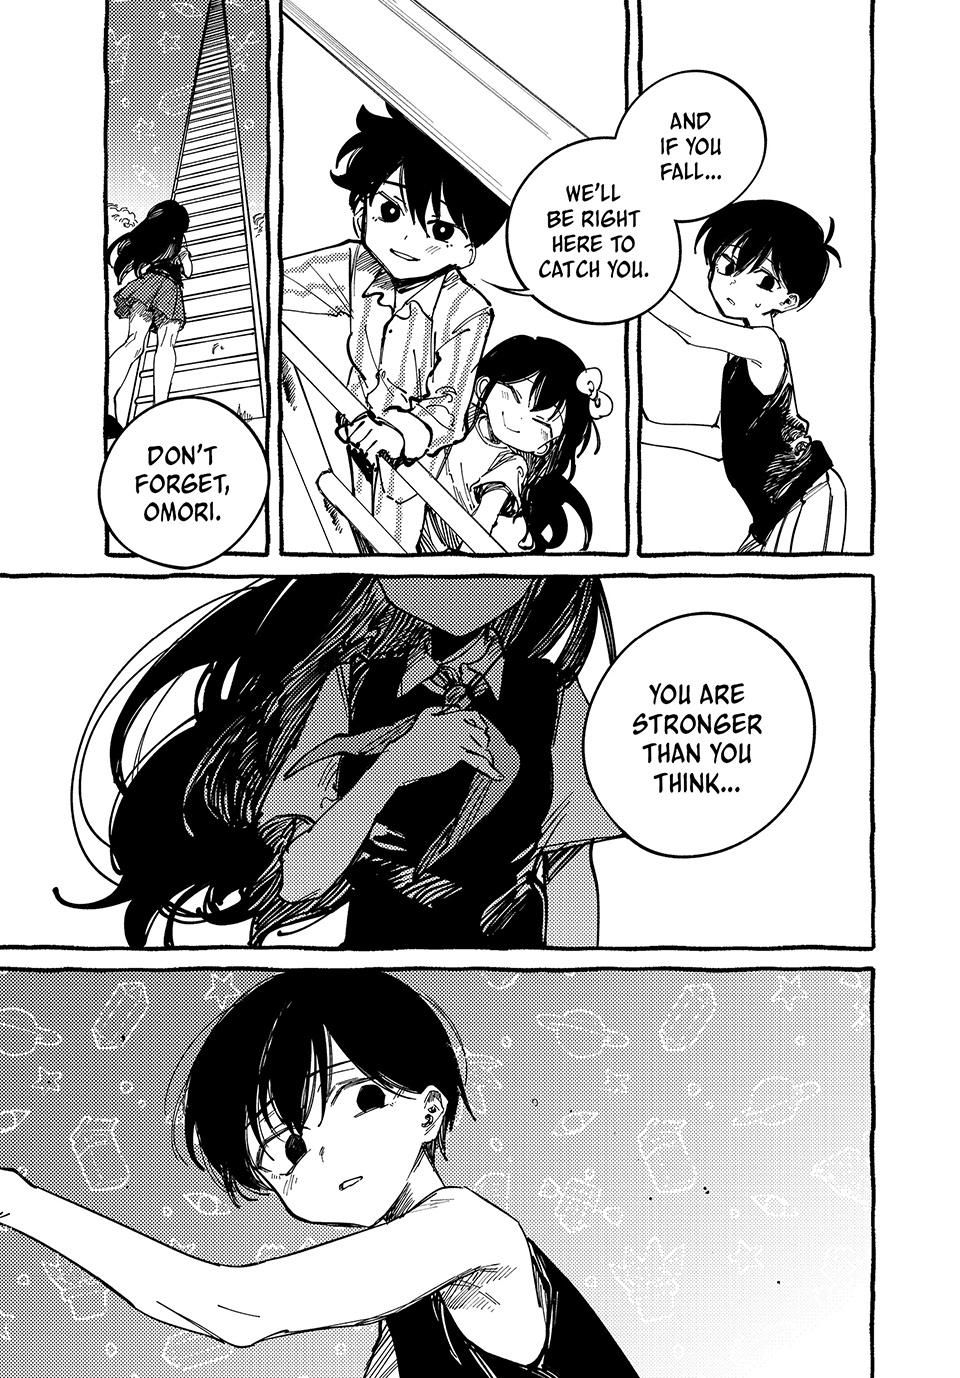 AND
IF YOU
FALL...
WE'LL
BE RIGHT
HERE TO
CATCH YOU.
DON'T
FORGET,
OMORI.
YOU ARE
STRONGER
THAN YOU
THINK...